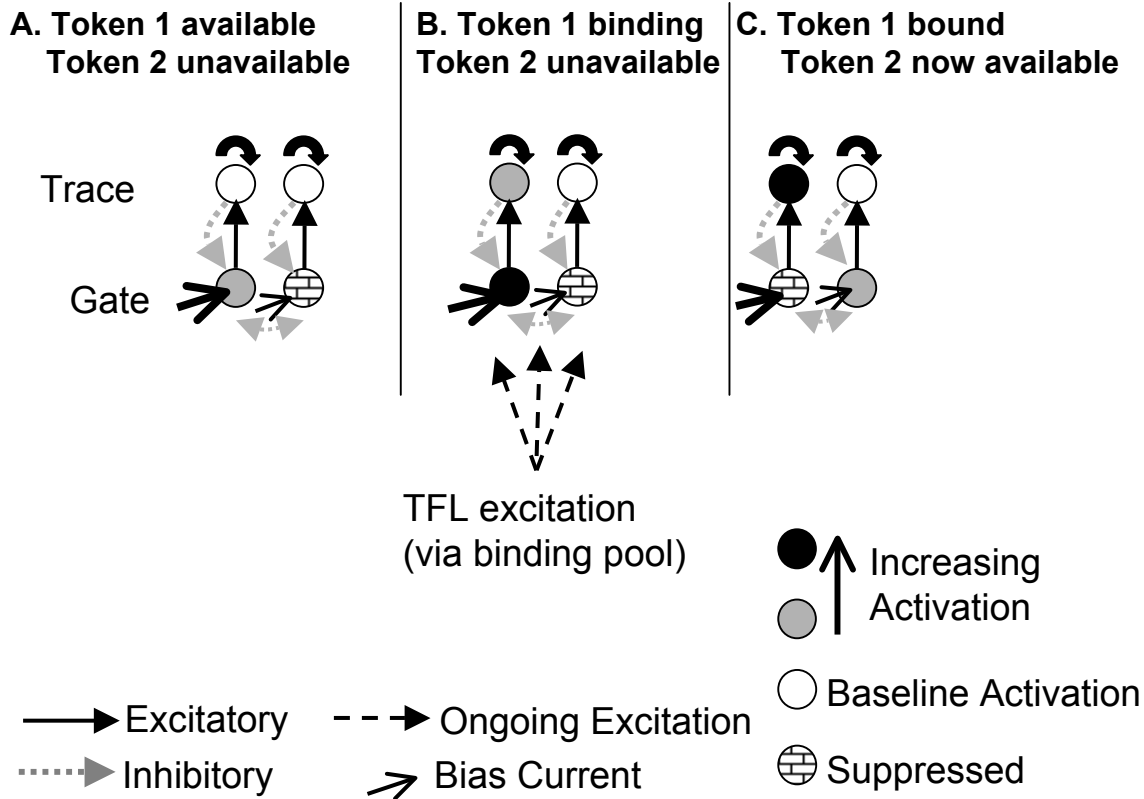 A. Token 1 available
Token 2 unavailable
B. Token 1 binding
Token 2 unavailable
C. Token 1 bound
Token 2 now available
Trace
Gate
TFL excitation
(via binding pool)
Increasing
Activation
Baseline Activation
Suppressed
Excitatory
Ongoing Excitation
Inhibitory
Bias Current